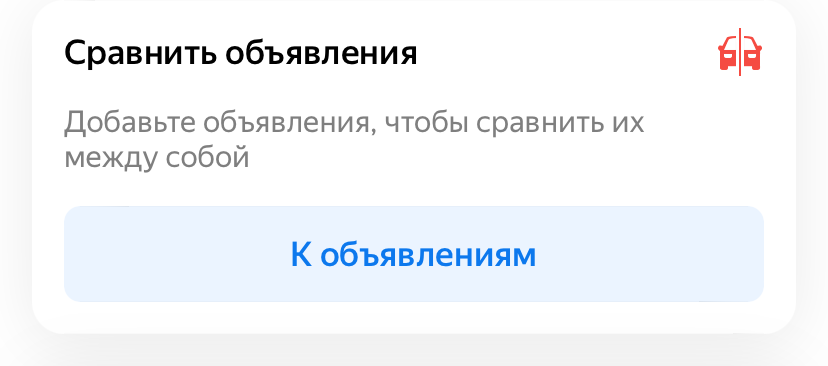 Сравнить объявления
Добавьте объявления, чтобы сравнить их
между собой
К объявлениям